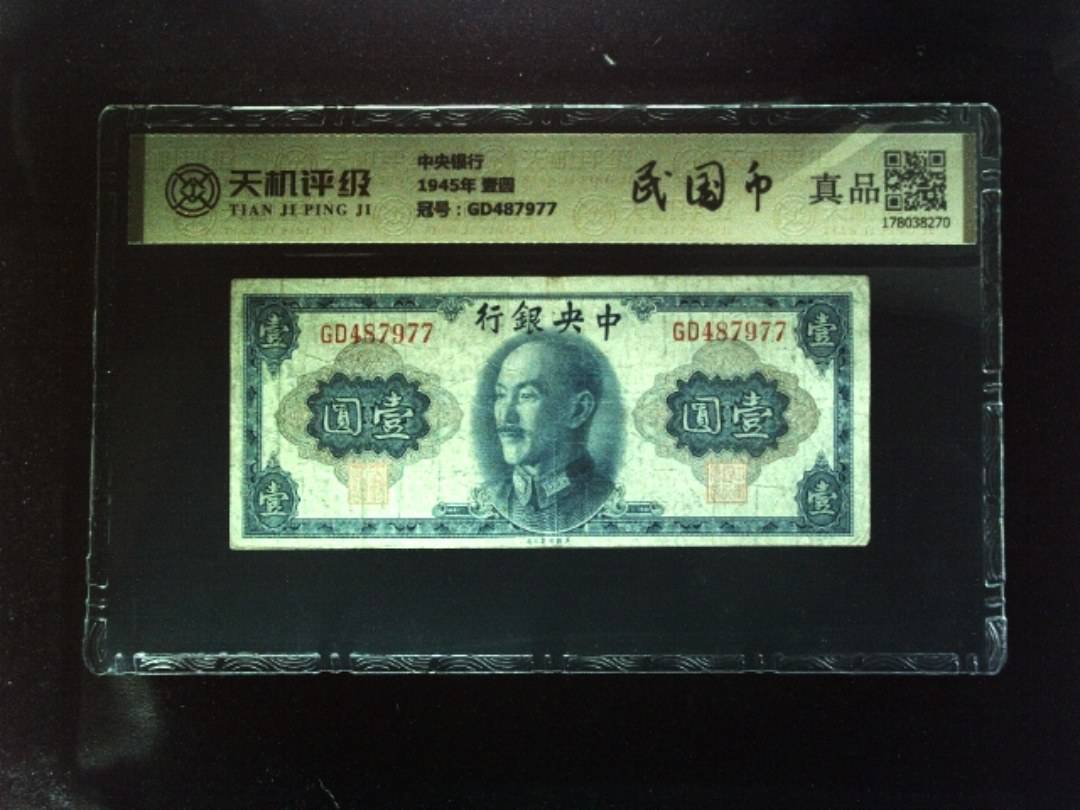 天机评级
TIAN JI PING JI
中央银行
1945年 壹圆
冠号：GD487977
民国币
真品
178038270
行銀央中
GD487977
GD487977
壹
壹
圓壹
圓壹
壹
壹